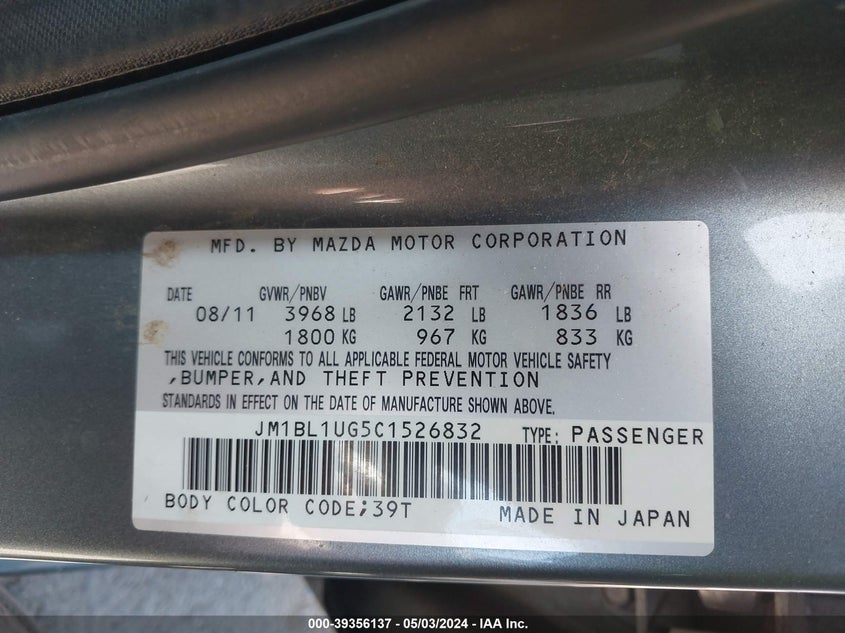 MFD. BY MAZDA MOTOR CORPORATION
DATE GVWR/PNBV GAWR/PNBE FRT GAWR/PNBE RR
08/11 3968 LB 2132 LB 1836 LB
1800 KG 967 KG 833 KG
THIS VEHICLE CONFORMS TO ALL APPLICABLE FEDERAL MOTOR VEHICLE SAFETY
,BUMPER,AND THEFT PREVENTION
STANDARDS IN EFFECT ON THE DATE OF MANUFACTURE SHOWN ABOVE.
JM1BL1UG5C1526832 TYPE: PASSENGER
BODY COLOR CODE;39T MADE IN JAPAN
000-39356137 - 05/03/2024 - IAA Inc.